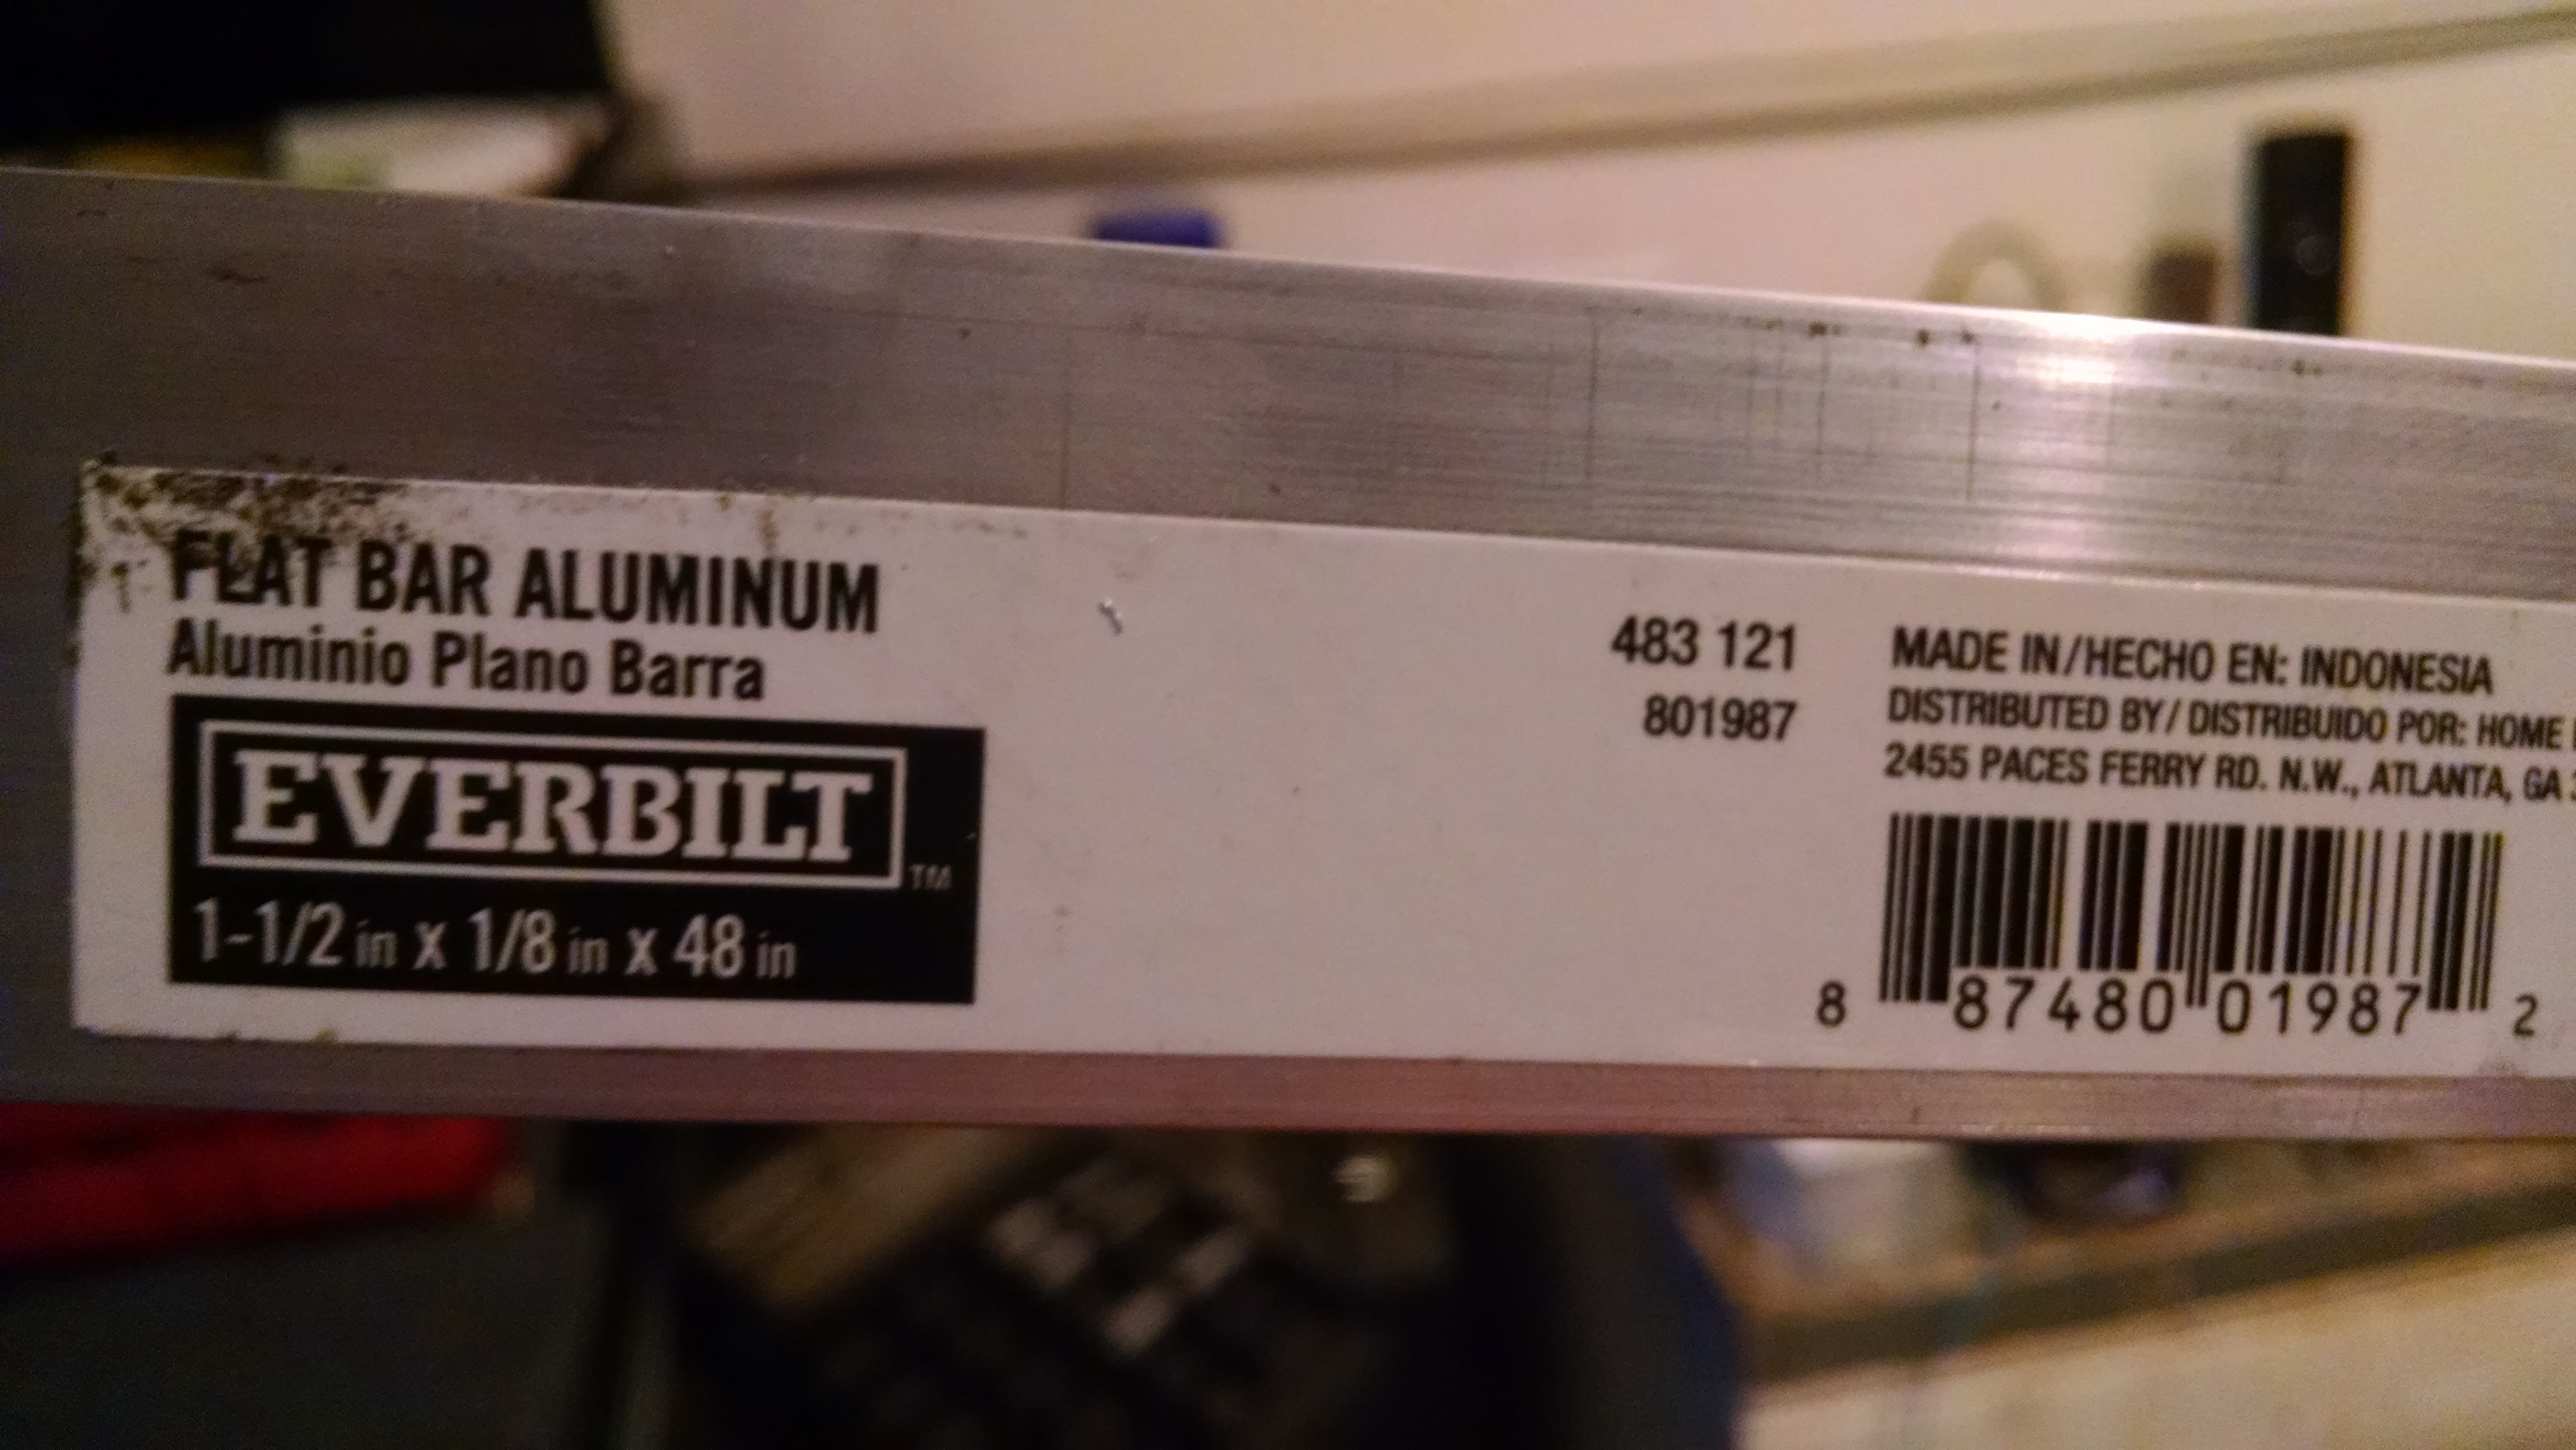 FLAT BAR ALUMINUM
Aluminio Plano Barra
EVERBILT TM
1-1/2 in x 1/8 in x 48 in
483 121
801987
MADE IN/HECHO EN: INDONESIA
DISTRIBUTED BY/DISTRIBUIDO POR: HOME
2455 PACES FERRY RD. N.W., ATLANTA, GA
8 87480 01987 2